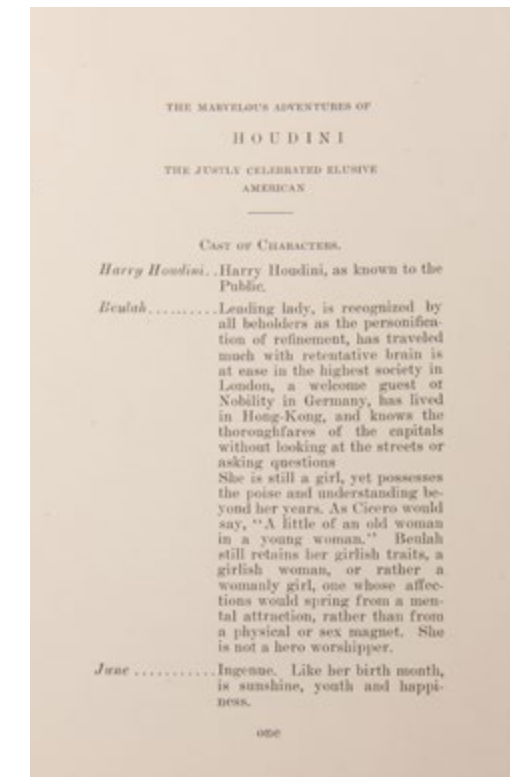 THE MARVELOUS ADVENTURES OF
HOUDINI
THE JUSTLY CELEBRATED ELUSIVE
AMERICAN
CAST OF CHARACTERS.
Harry Houdini..Harry Houdini, as known to the
Public.
Beulah..........Leading lady, is recognized by
all beholders as the personifica-
tion of refinement, has traveled
much with retentative brain is
at ease in the highest society in
London, a welcome guest of
Nobility in Germany, has lived
in Hong-Kong, and knows the
thoroughfares of the capitals
without looking at the streets or
asking questions
She is still a girl, yet possesses
the poise and understanding be-
yond her years. As Cicero would
say, "A little of an old woman
in a young woman." Beulah
still retains her girlish traits, a
girlish woman, or rather a
womanly girl, one whose affec-
tions would spring from a men-
tal attraction, rather than from
a physical or sex magnet. She
is not a hero worshipper.
June ...........Ingenue. Like her birth month,
is sunshine, youth and happi-
ness.
one